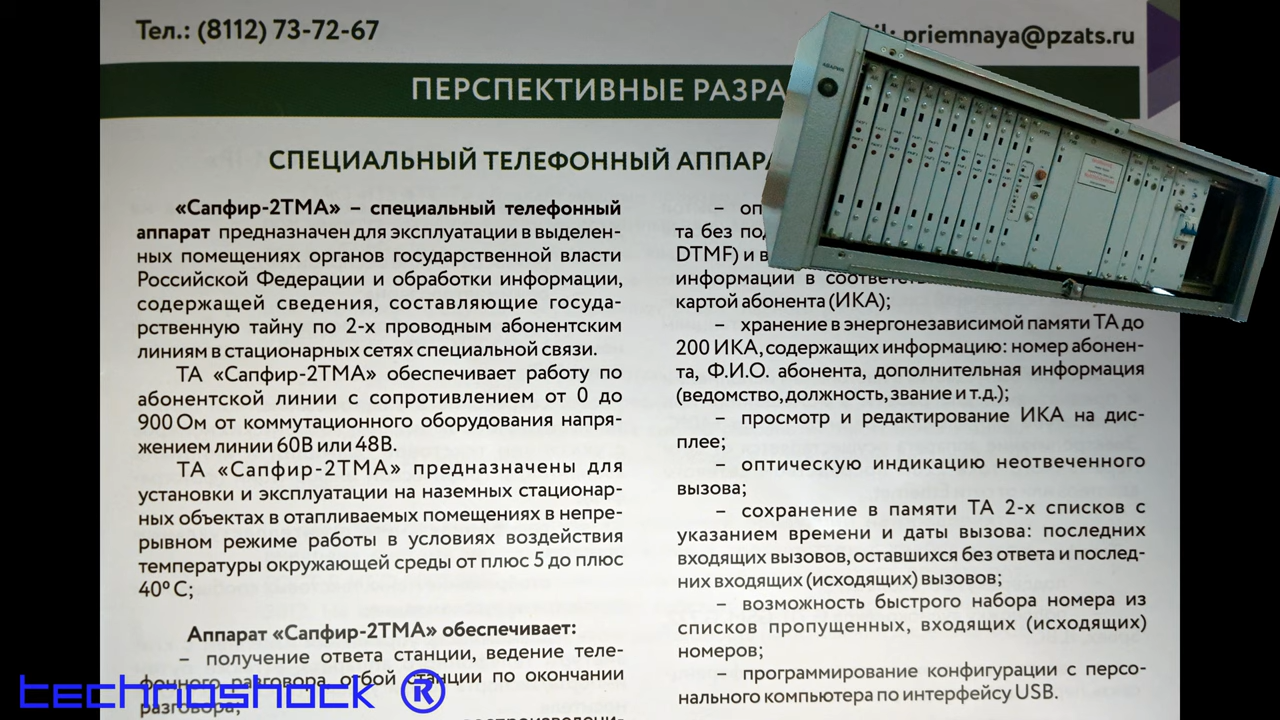 Тел.: (8112) 73-72-67
priemnaya@pzats.ru
ПЕРСПЕКТИВНЫЕ РАЗРА
СПЕЦИАЛЬНЫЙ ТЕЛЕФОННЫЙ АППАРА
«Сапфир-2ТМА» – специальный телефонный
аппарат предназначен для эксплуатации в выделен-
ных помещениях органов государственной власти
Российской Федерации и обработки информации,
содержащей сведения, составляющие госуда-
рственную тайну по 2-х проводным абонентским
линиям в стационарных сетях специальной связи.
ТА «Сапфир-2ТМА» обеспечивает работу по
абонентской линии с сопротивлением от 0 до
900 Ом от коммутационного оборудования напря-
жением линии 60В или 48В.
ТА «Сапфир-2ТМА» предназначены для
установки и эксплуатации на наземных стационар-
ных объектах в отапливаемых помещениях в непре-
рывном режиме работы в условиях воздействия
температуры окружающей среды от плюс 5 до плюс
40° С;
Аппарат «Сапфир-2ТМА» обеспечивает:
– получение ответа станции, ведение теле-
фонного разговора, отбой станции по окончании
разговора;
– оп
та без под
DTMF) и в
информации в соответс
картой абонента (ИКА);
– хранение в энергонезависимой памяти ТА до
200 ИКА, содержащих информацию: номер абонен-
та, Ф.И.О. абонента, дополнительная информация
(ведомство, должность, звание и т.д.);
– просмотр и редактирование ИКА на дис-
плее;
– оптическую индикацию неотвеченного
вызова;
– сохранение в памяти ТА 2-х списков с
указанием времени и даты вызова: последних
входящих вызовов, оставшихся без ответа и послед-
них входящих (исходящих) вызовов;
– возможность быстрого набора номера из
списков пропущенных, входящих (исходящих)
номеров;
– программирование конфигурации с персо-
нального компьютера по интерфейсу USB.
technoshock ®